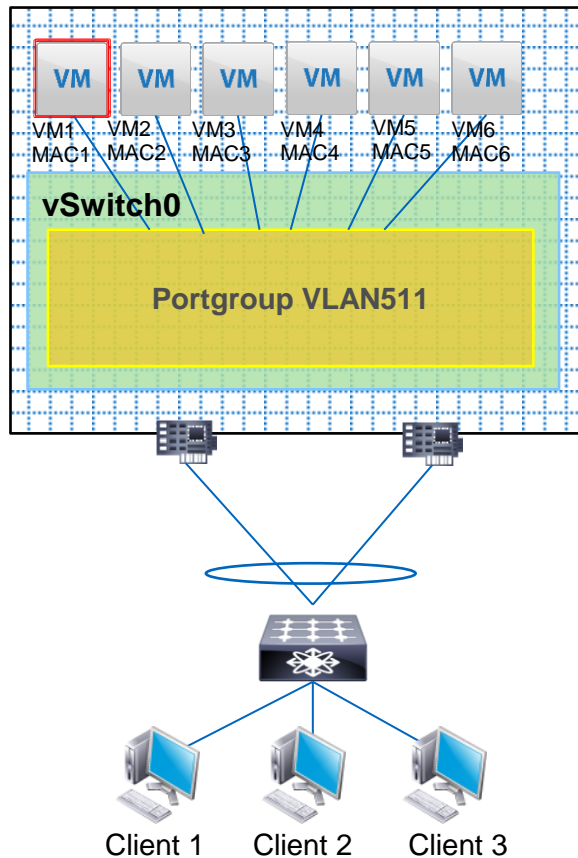 VM VM VM VM VM VM
VM1 VM2 VM3 VM4 VM5 VM6
MAC1 MAC2 MAC3 MAC4 MAC5 MAC6
vSwitch0
Portgroup VLAN511
Client 1 Client 2 Client 3